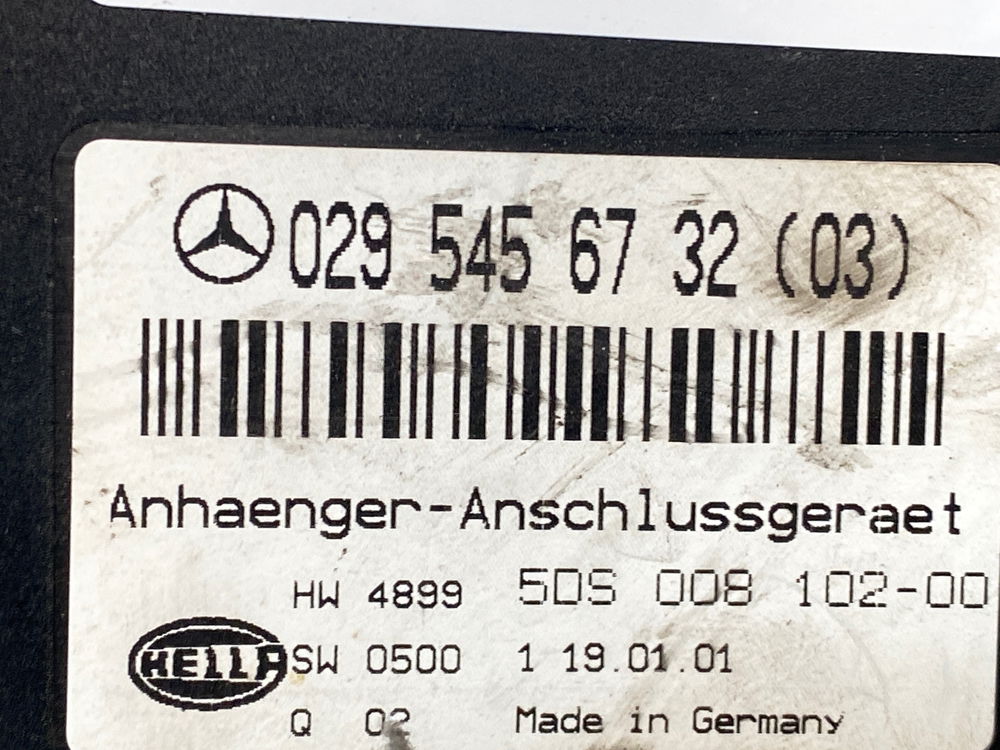 029 545 67 32 (03)
Anhaenger-Anschlussgeraet
HW 4899 5DS 008 102-00
HELLA SW 0500 1 19.01.01
Q 02 Made in Germany